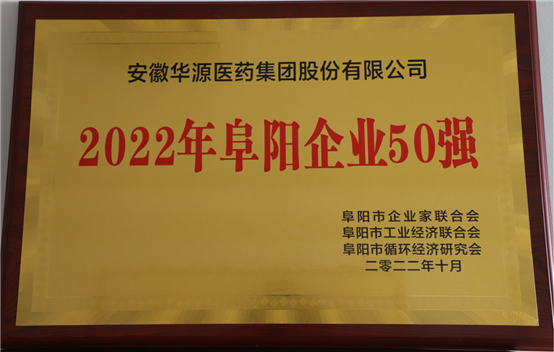 安徽华源医药集团股份有限公司
2022年阜阳企业50强
阜阳市企业家联合会
阜阳市工业经济联合会
阜阳市循环经济研究会
二零二二年十月